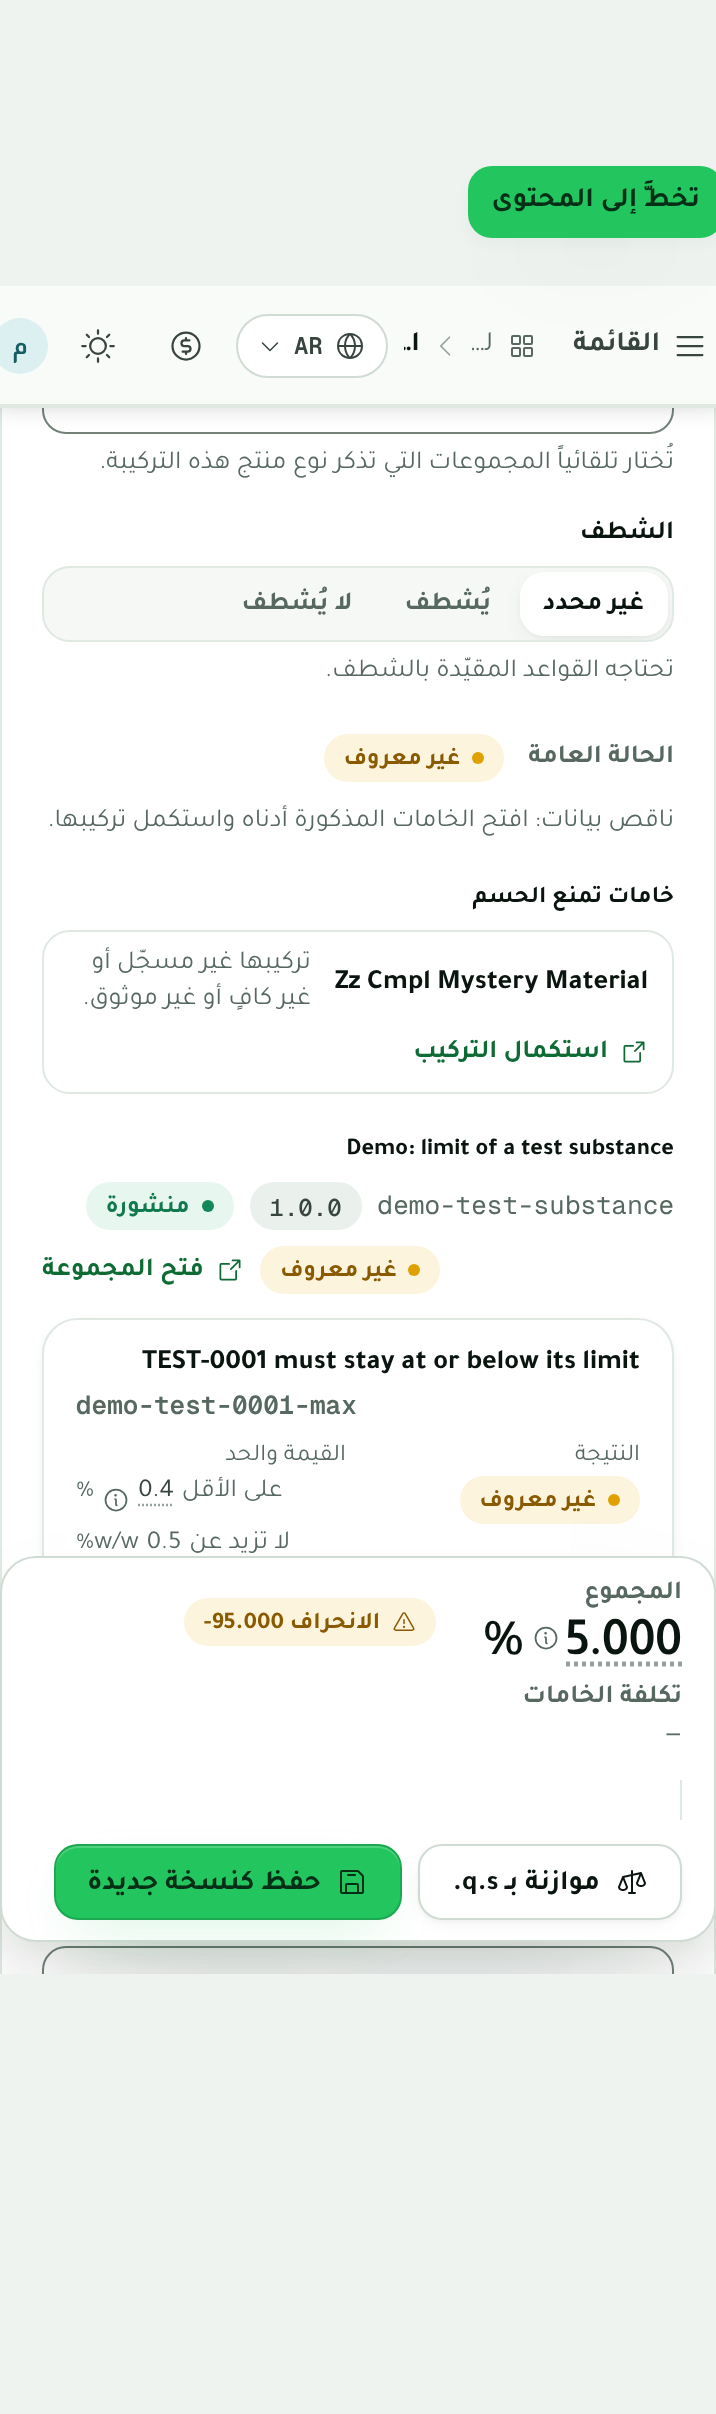 تخطَّ إلى المحتوى
القائمة
لـ...
ا.
AR
م
تُختار تلقائياً المجموعات التي تذكر نوع منتج هذه التركيبة.
الشطف
غير محدد
يُشطف
لا يُشطف
تحتاجه القواعد المقيّدة بالشطف.
الحالة العامة
غير معروف
ناقص بيانات: افتح الخامات المذكورة أدناه واستكمل تركيبها.
خامات تمنع الحسم
Zz Cmpl Mystery Material
تركيبها غير مسجّل أو
غير كافٍ أو غير موثوق.
استكمال التركيب
Demo: limit of a test substance
demo-test-substance
1.0.0
منشورة
غير معروف
فتح المجموعة
TEST-0001 must stay at or below its limit
demo-test-0001-max
النتيجة
القيمة والحد
غير معروف
على الأقل 0.4 %
لا تزيد عن 0.5 w/w%
المجموع
5.000 %
الانحراف 95.000-
تكلفة الخامات
—
موازنة بـ q.s.
حفظ كنسخة جديدة